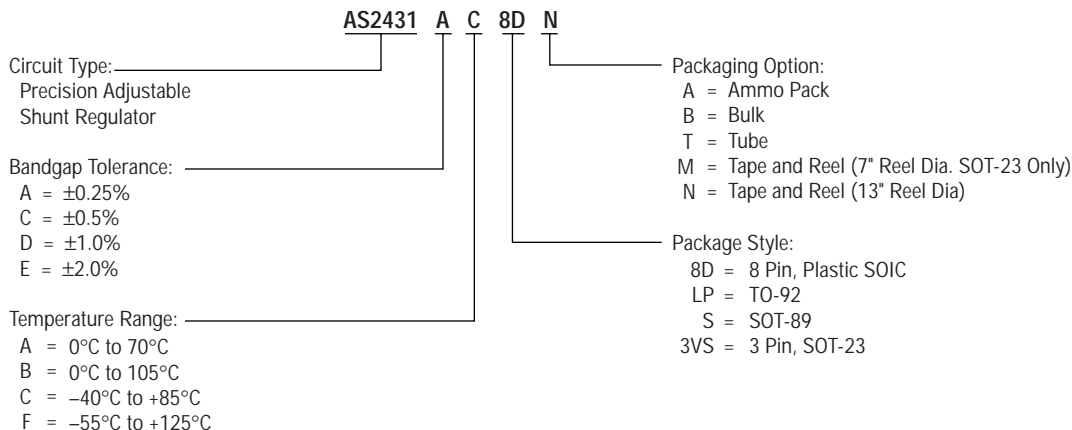 AS2431 A C 8D N
Circuit Type:
Precision Adjustable
Shunt Regulator
Bandgap Tolerance:
A = ±0.25%
C = ±0.5%
D = ±1.0%
E = ±2.0%
Temperature Range:
A = 0°C to 70°C
B = 0°C to 105°C
C = –40°C to +85°C
F = –55°C to +125°C
Packaging Option:
A = Ammo Pack
B = Bulk
T = Tube
M = Tape and Reel (7" Reel Dia. SOT-23 Only)
N = Tape and Reel (13" Reel Dia)
Package Style:
8D = 8 Pin, Plastic SOIC
LP = TO-92
S = SOT-89
3VS = 3 Pin, SOT-23